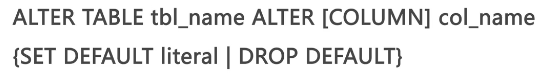 ALTER TABLE tbl_name ALTER [COLUMN] col_name
{SET DEFAULT literal | DROP DEFAULT}